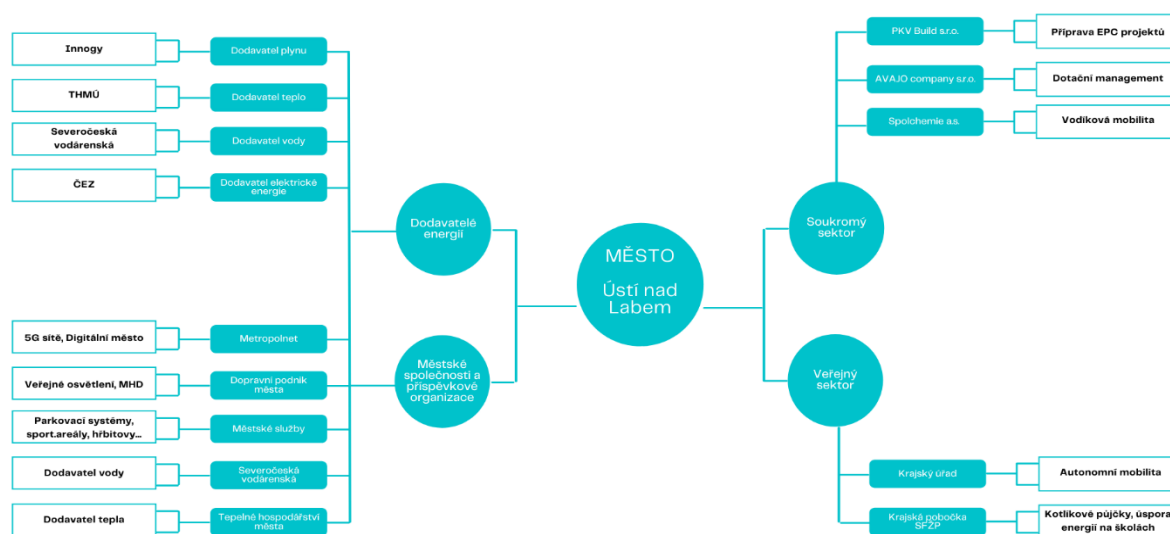 Innogy
Dodavatel plynu
THMÚ
Dodavatel teplo
Severočeská
vodárenská
Dodavatel vody
ČEZ
Dodavatel elektrické
energie
Dodavatelé
energií
5G sítě, Digitální město
Metropolnet
Veřejné osvětlení, MHD
Dopravní podnik
města
Parkovací systémy,
sport.areály, hřbitovy...
Městské služby
Dodavatel vody
Severočeská
vodárenská
Dodavatel tepla
Tepelné hospodářství
města
Městské
společnosti a
příspěvkové
organizace
MĚSTO
Ústí nad
Labem
PKV Build s.r.o.
Příprava EPC projektů
AVAJO company s.r.o.
Dotační management
Spolchemie a.s.
Vodíková mobilita
Soukromý
sektor
Veřejný
sektor
Krajský úřad
Autonomní mobilita
Krajská pobočka
SFŽP
Kotlíkové půjčky, úspora
energií na školách